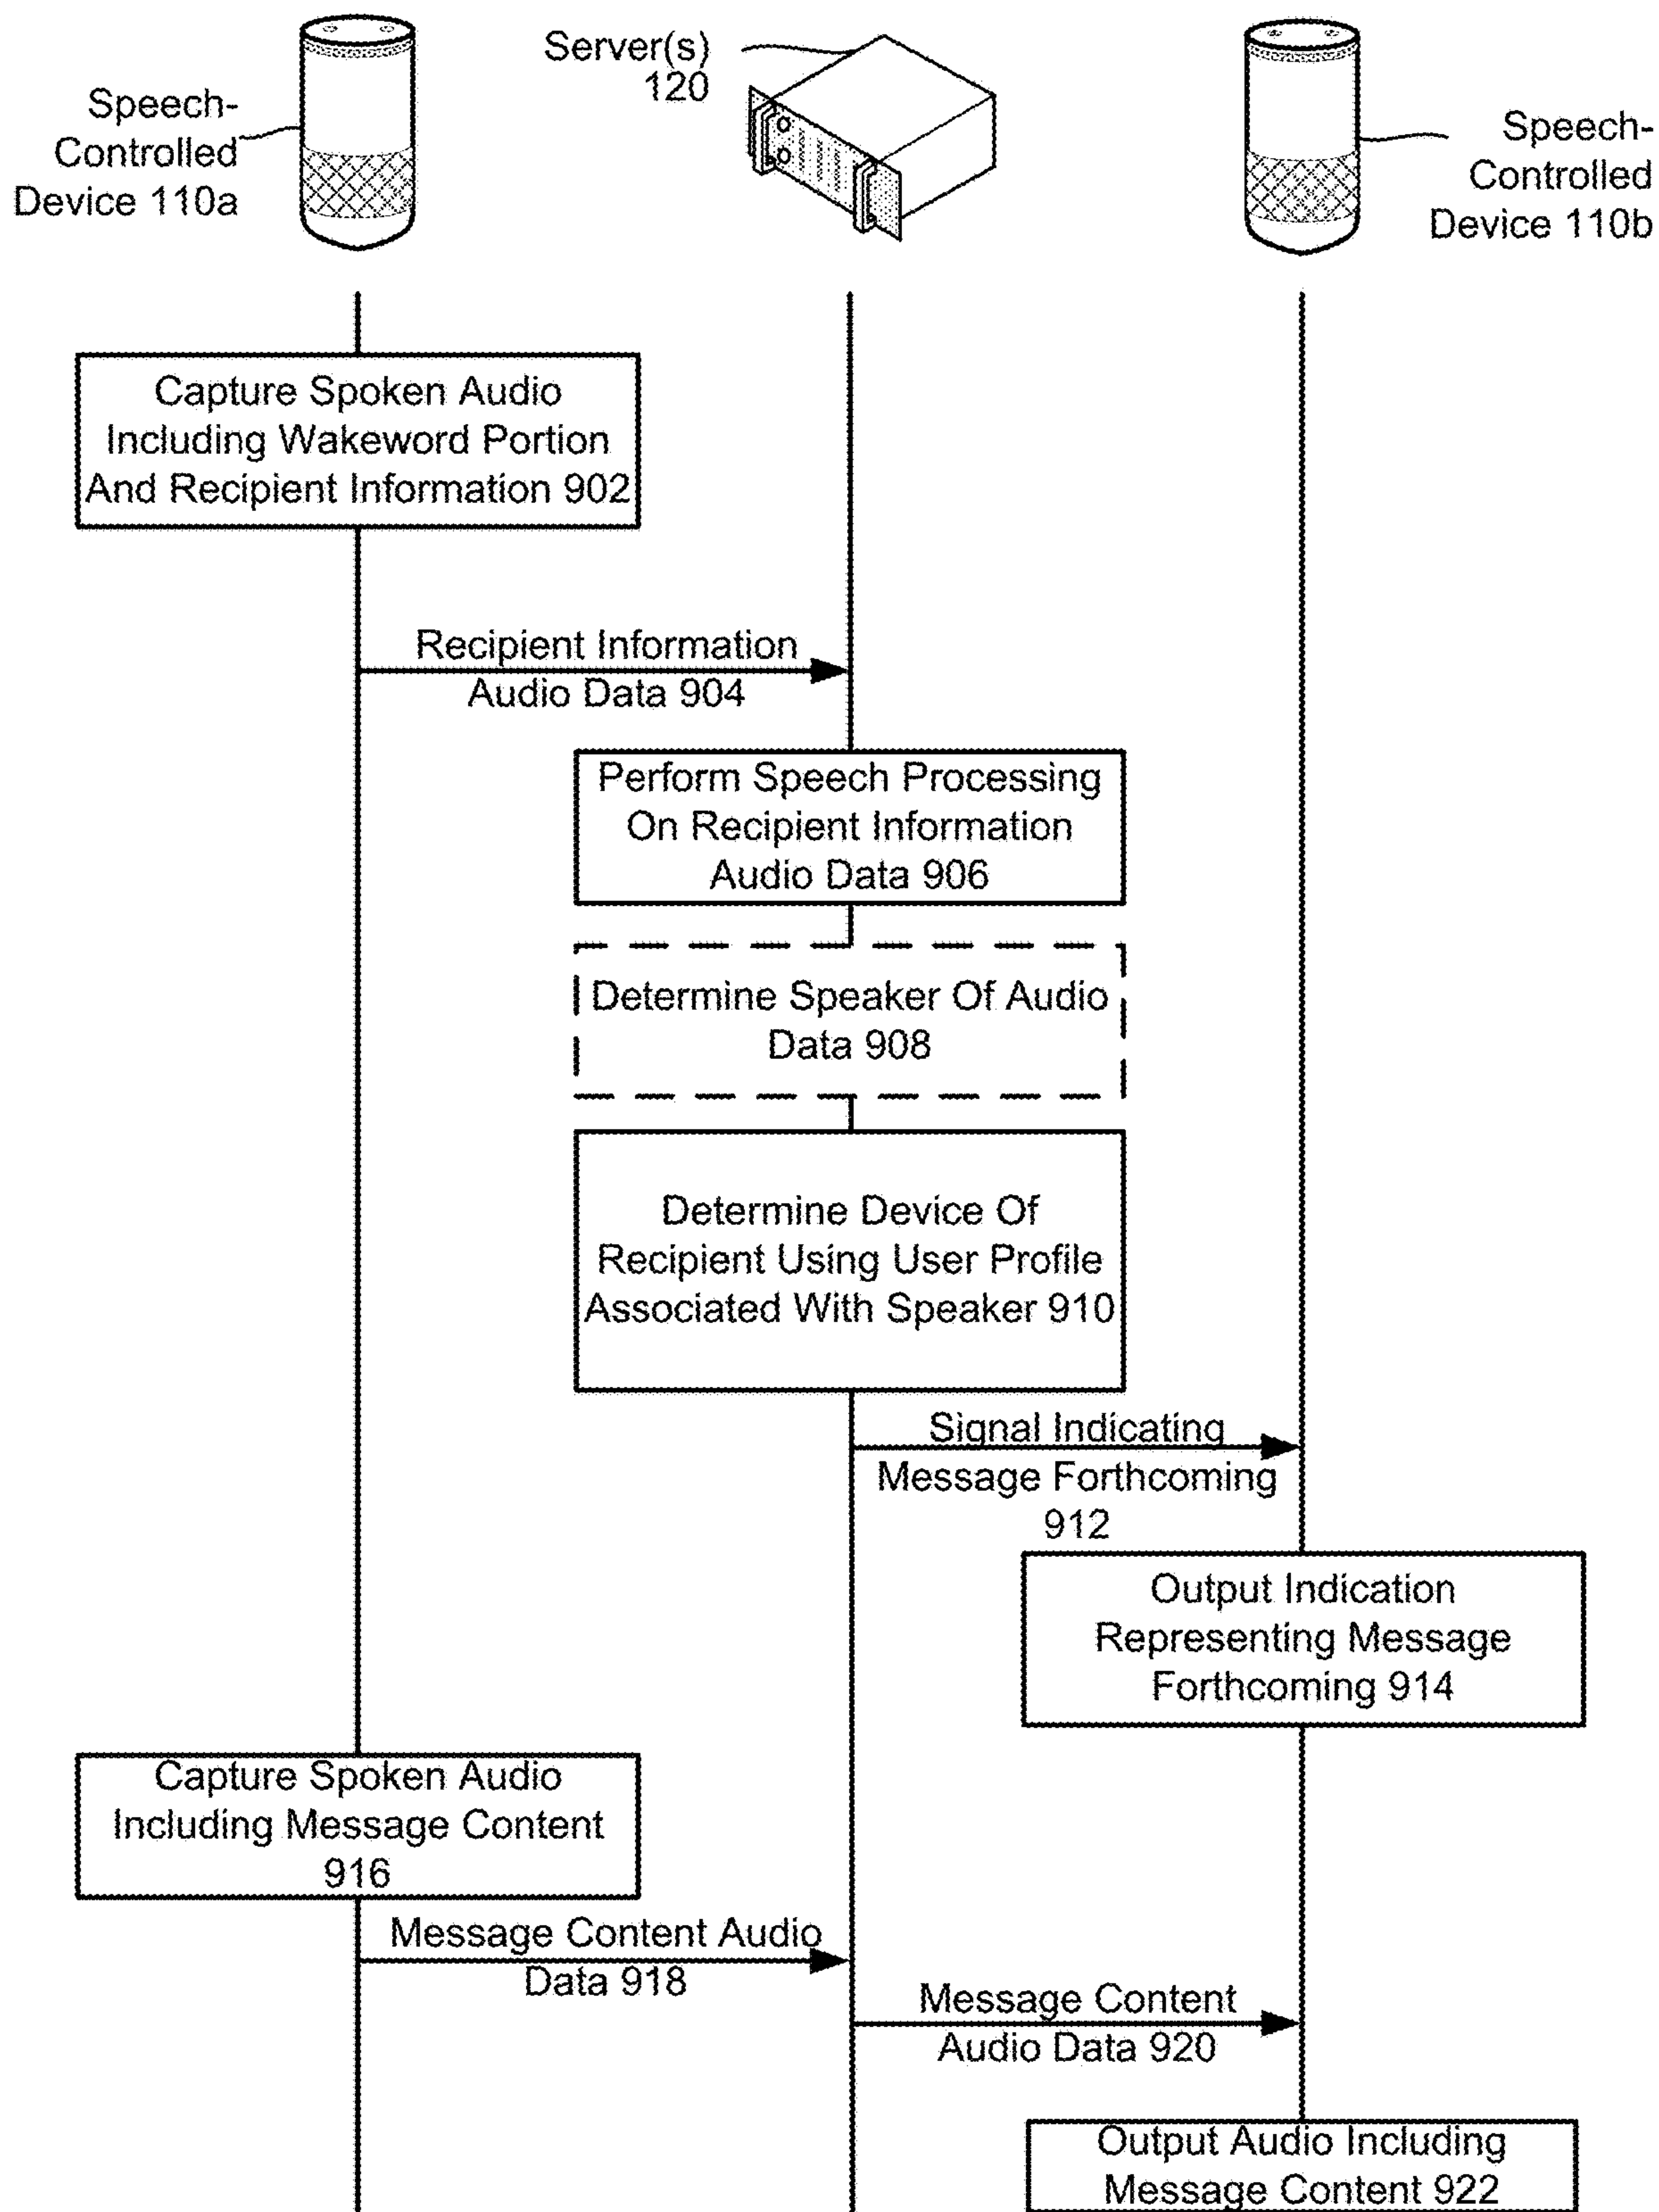 Speech-
Controlled
Device 110a
Server(s)
120
Speech-
Controlled
Device 110b
Capture Spoken Audio
Including Wakeword Portion
And Recipient Information 902
Recipient Information
Audio Data 904
Perform Speech Processing
On Recipient Information
Audio Data 906
Determine Speaker Of Audio
Data 908
Determine Device Of
Recipient Using User Profile
Associated With Speaker 910
Signal Indicating
Message Forthcoming
912
Output Indication
Representing Message
Forthcoming 914
Capture Spoken Audio
Including Message Content
916
Message Content Audio
Data 918
Message Content
Audio Data 920
Output Audio Including
Message Content 922